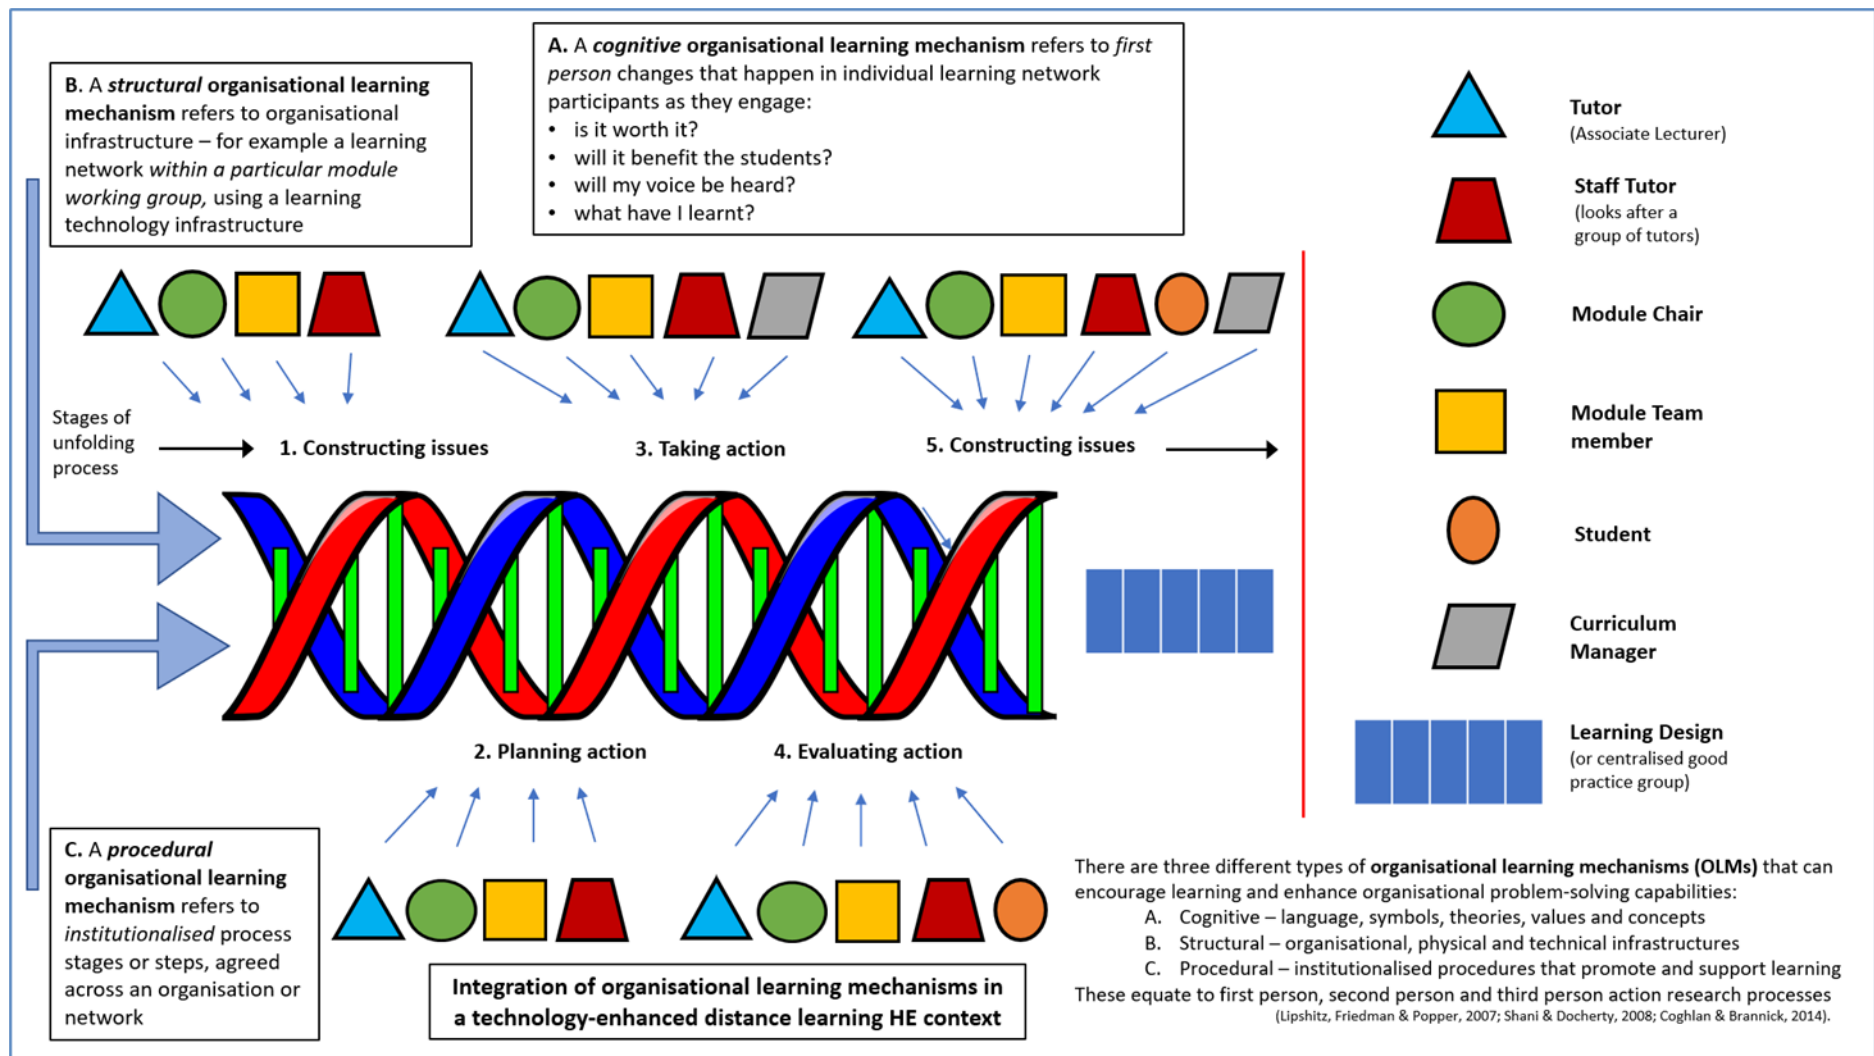 B. A structural organisational learning
mechanism refers to organisational
infrastructure – for example a learning
network within a particular module
working group, using a learning
technology infrastructure
A. A cognitive organisational learning mechanism refers to first
person changes that happen in individual learning network
participants as they engage:
• is it worth it?
• will it benefit the students?
• will my voice be heard?
• what have I learnt?
Stages of
unfolding
process
1. Constructing issues
3. Taking action
5. Constructing issues
2. Planning action
4. Evaluating action
C. A procedural
organisational learning
mechanism refers to
institutionalised process
stages or steps, agreed
across an organisation or
network
Integration of organisational learning mechanisms in
a technology-enhanced distance learning HE context
Tutor
(Associate Lecturer)
Staff Tutor
(looks after a
group of tutors)
Module Chair
Module Team
member
Student
Curriculum
Manager
Learning Design
(or centralised good
practice group)
There are three different types of organisational learning mechanisms (OLMs) that can
encourage learning and enhance organisational problem-solving capabilities:
A. Cognitive – language, symbols, theories, values and concepts
B. Structural – organisational, physical and technical infrastructures
C. Procedural – institutionalised procedures that promote and support learning
These equate to first person, second person and third person action research processes
(Lipshitz, Friedman & Popper, 2007; Shani & Docherty, 2008; Coghlan & Brannick, 2014).